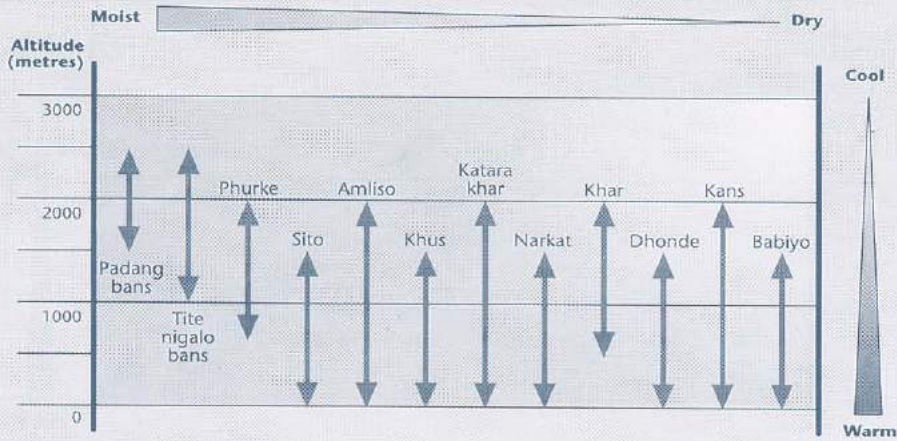 Moist
Dry
Altitude
(metres)
Cool
3000
Katara
khar
Phurke
Amliso
Khar
Kans
2000
Sito
Khus
Narkat
Dhonde
Babiyo
Padang
bans
1000
Tite
nigalo
bans
0
Warm